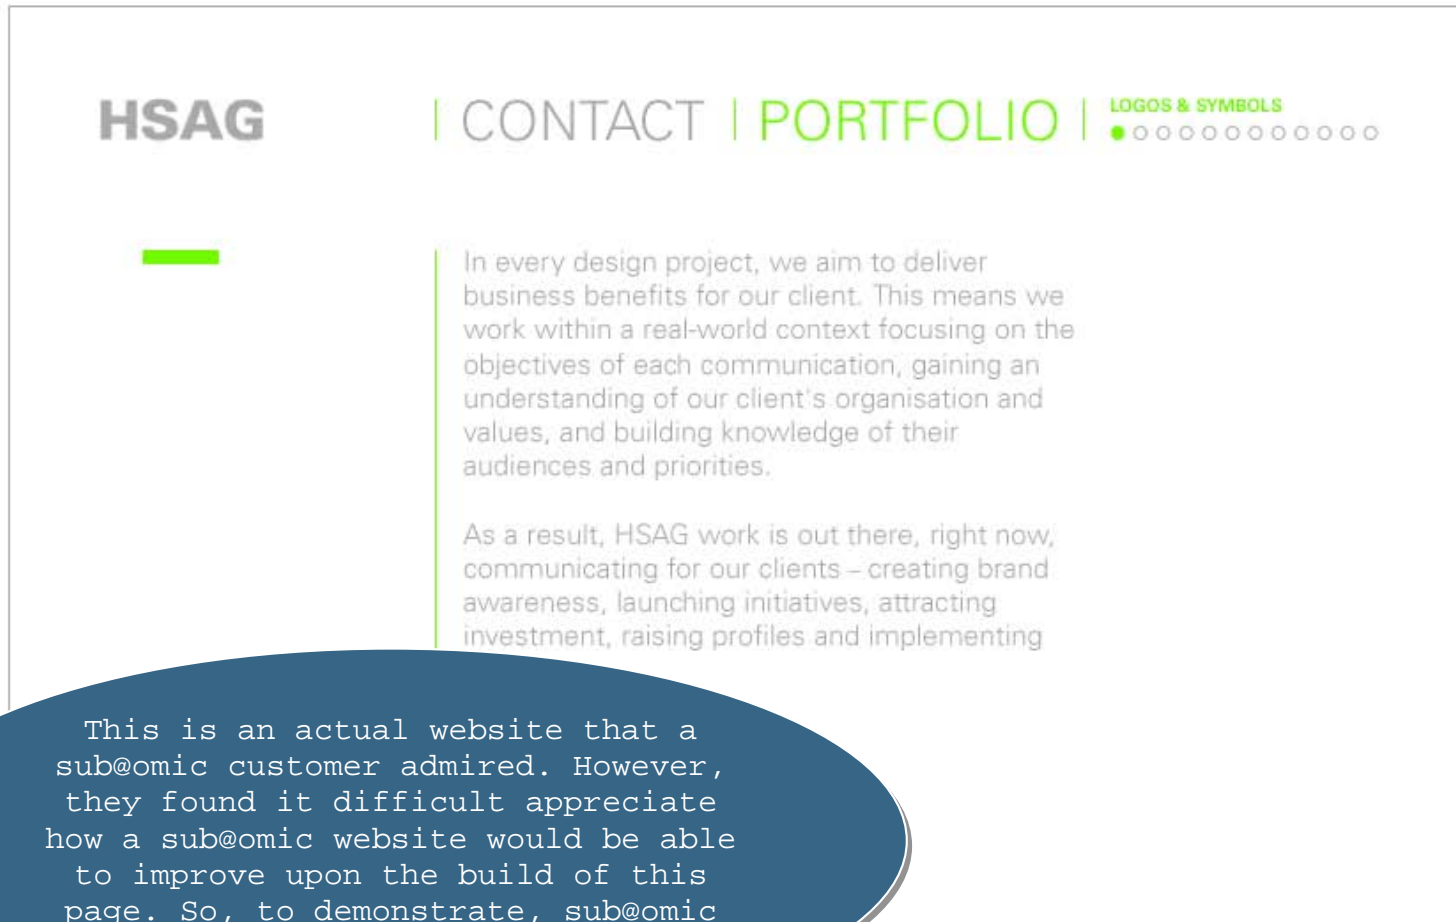 HSAG
CONTACT
PORTFOLIO
LOGOS & SYMBOLS
In every design project, we aim to deliver
business benefits for our client. This means we
work within a real-world context focusing on the
objectives of each communication, gaining an
understanding of our client's organisation and
values, and building knowledge of their
audiences and priorities.
As a result, HSAG work is out there, right now,
communicating for our clients – creating brand
awareness, launching initiatives, attracting
investment, raising profiles and implementing
This is an actual website that a
sub@omic customer admired. However,
they found it difficult appreciate
how a sub@omic website would be able
to improve upon the build of this
page. So, to demonstrate, sub@omic